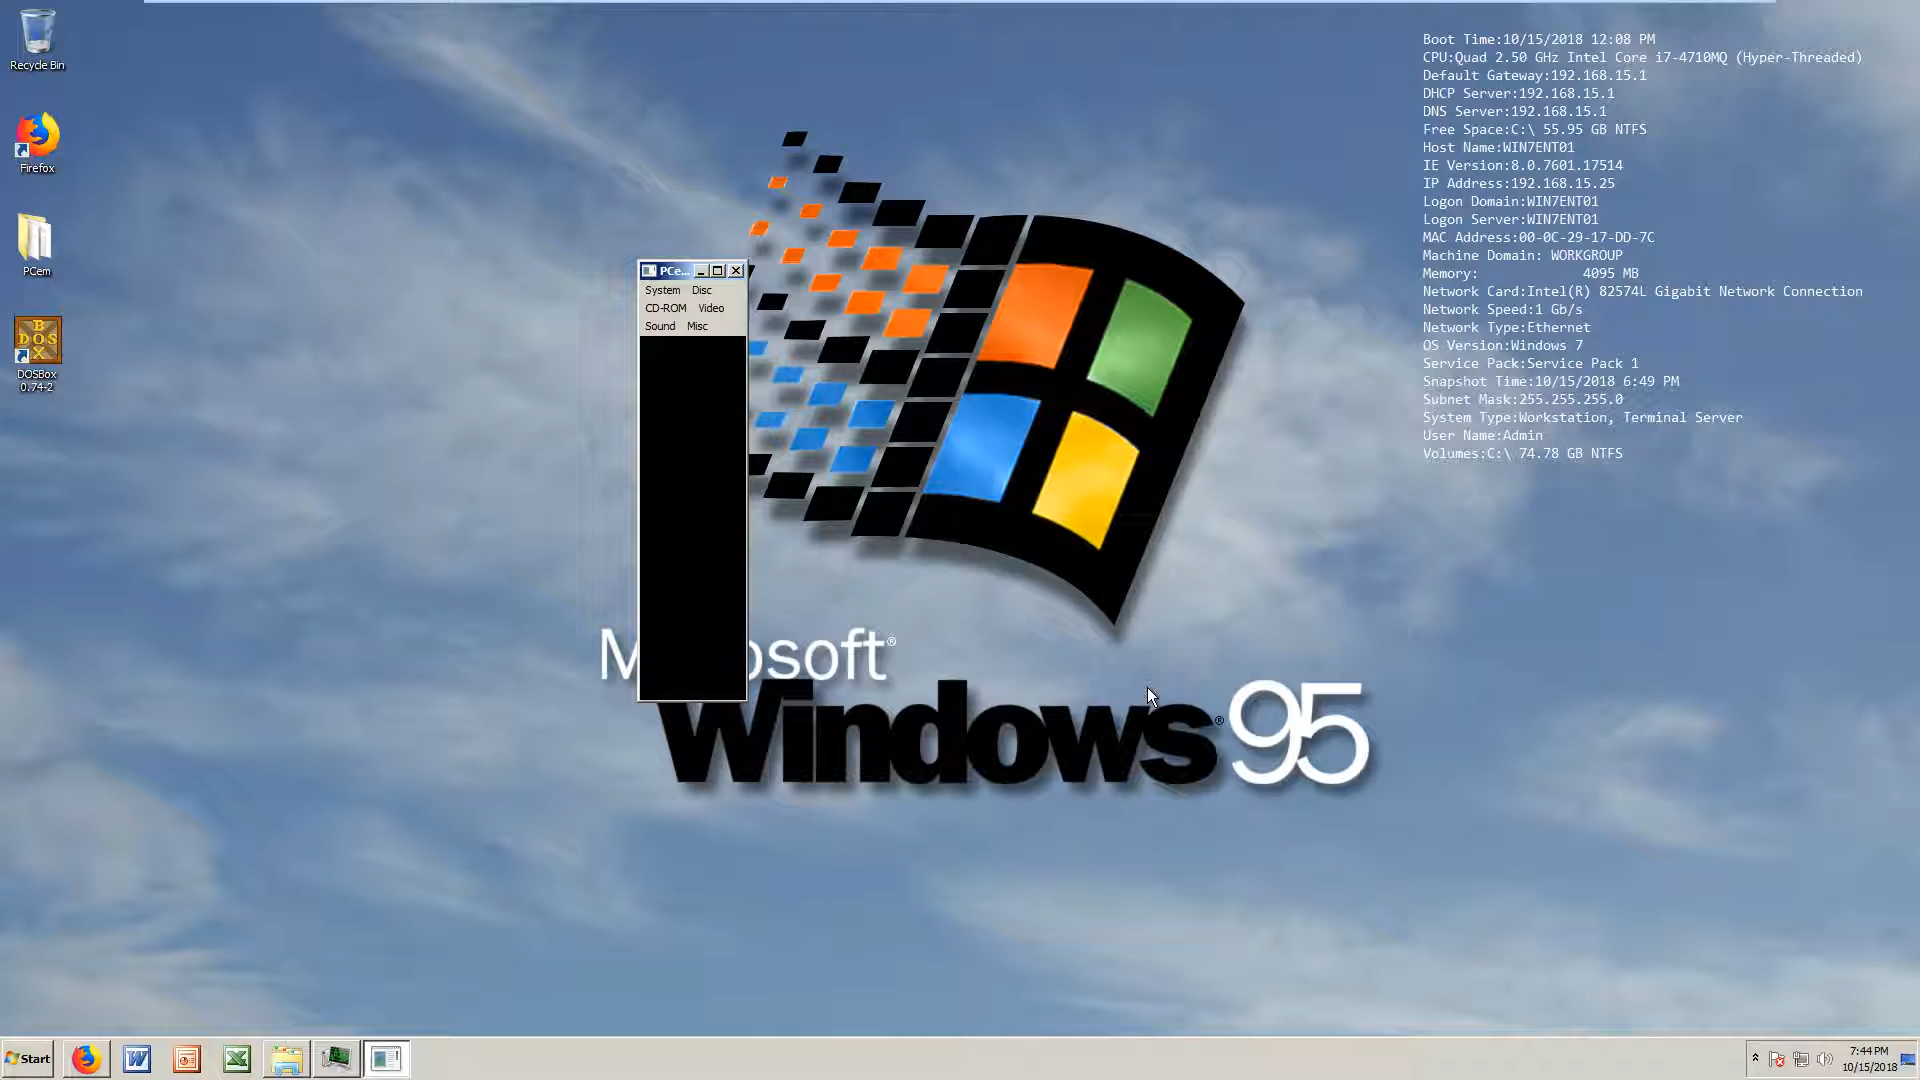 Recycle Bin
Firefox
PCem
DOSBox
0.74-2
PCe...
System Disc
CD-ROM Video
Sound Misc
Microsoft®
Windows® 95
Boot Time:10/15/2018 12:08 PM
CPU:Quad 2.50 GHz Intel Core i7-4710MQ (Hyper-Threaded)
Default Gateway:192.168.15.1
DHCP Server:192.168.15.1
DNS Server:192.168.15.1
Free Space:C:\ 55.95 GB NTFS
Host Name:WIN7ENT01
IE Version:8.0.7601.17514
IP Address:192.168.15.25
Logon Domain:WIN7ENT01
Logon Server:WIN7ENT01
MAC Address:00-0C-29-17-DD-7C
Machine Domain: WORKGROUP
Memory: 4095 MB
Network Card:Intel(R) 82574L Gigabit Network Connection
Network Speed:1 Gb/s
Network Type:Ethernet
OS Version:Windows 7
Service Pack:Service Pack 1
Snapshot Time:10/15/2018 6:49 PM
Subnet Mask:255.255.255.0
System Type:Workstation, Terminal Server
User Name:Admin
Volumes:C:\ 74.78 GB NTFS
Start
7:44 PM
10/15/2018